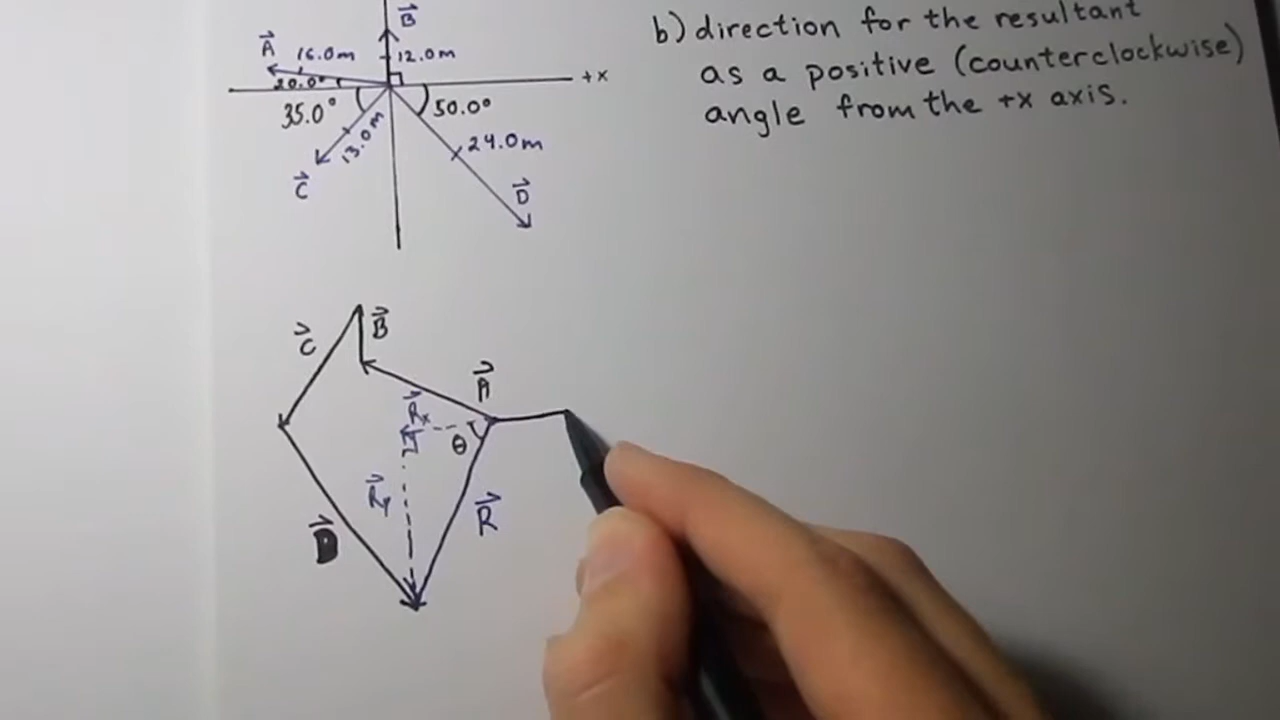 B
b) direction for the resultant
A 16.0m 12.0m
as a positive (counterclockwise)
20.0° +x
35.0° 50.0°
angle from the +x axis.
13.0m 24.0m
C D
C B
A
Rx
θ
Ry R
D